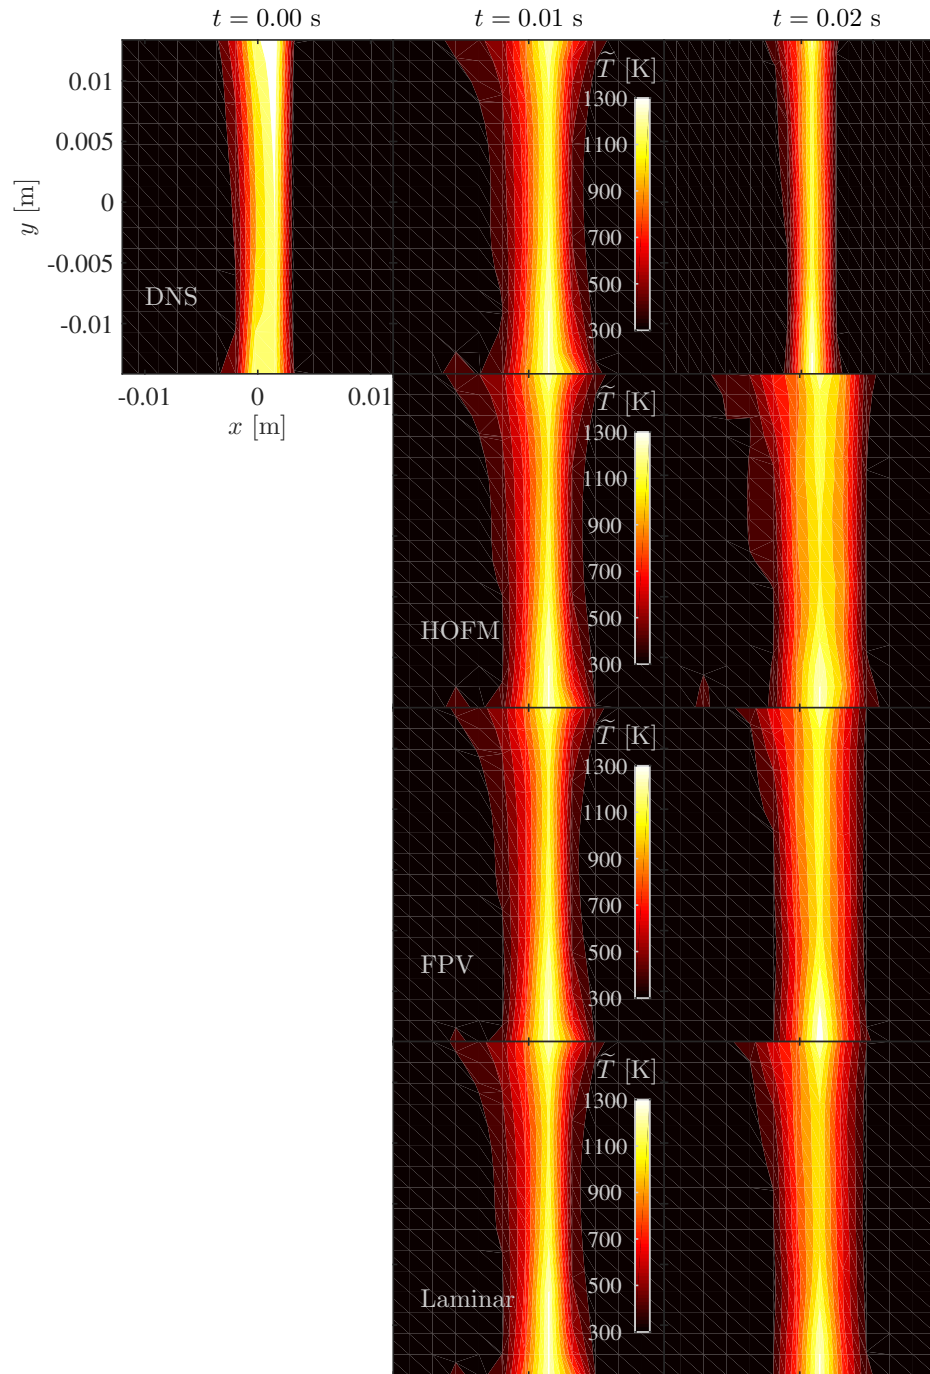 t = 0.00 s
t = 0.01 s
t = 0.02 s
0.01
0.005
0
-0.005
-0.01
y [m]
DNS
-0.01
0
0.01
x [m]
T̃ [K]
1300
1100
900
700
500
300
T̃ [K]
1300
1100
900
700
500
300
HOFM
T̃ [K]
1300
1100
900
700
500
300
FPV
T̃ [K]
1300
1100
900
700
500
300
Laminar